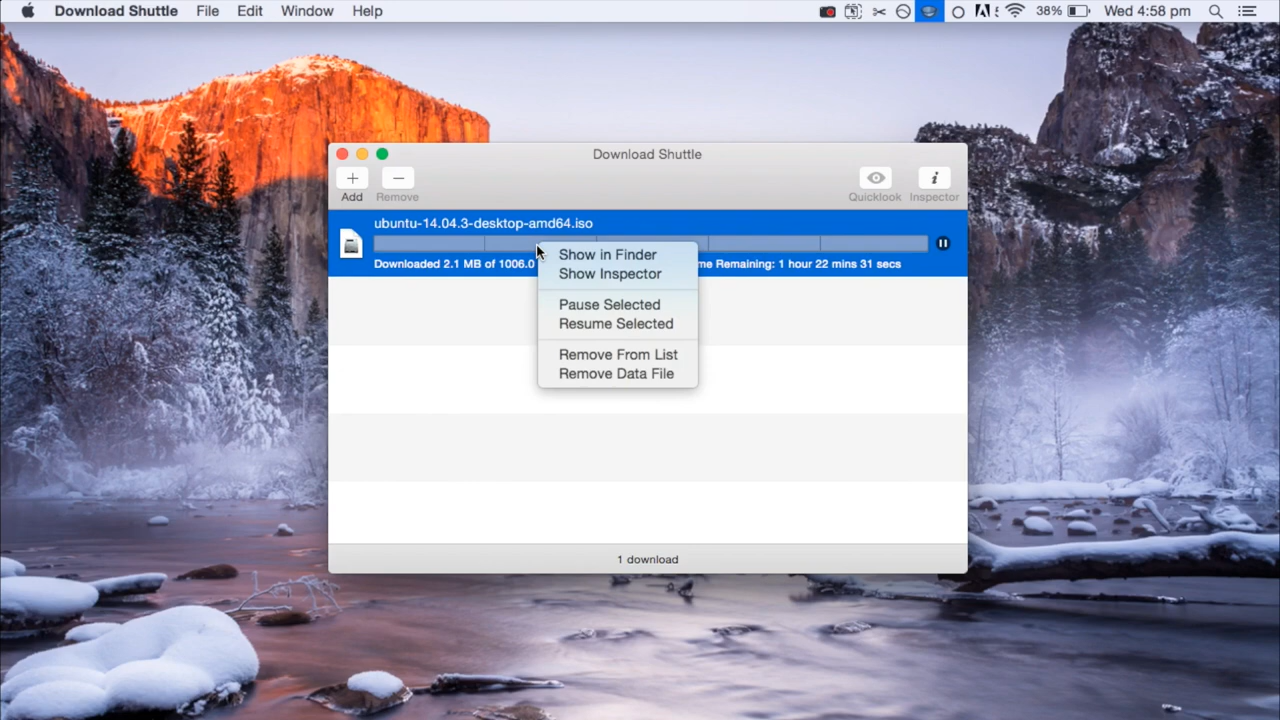 Download Shuttle File Edit Window Help 38% Wed 4:58 pm
Download Shuttle
Add Remove Quicklook Inspector
ubuntu-14.04.3-desktop-amd64.iso
Downloaded 2.1 MB of 1006.0 Remaining: 1 hour 22 mins 31 secs
Show in Finder
Show Inspector
Pause Selected
Resume Selected
Remove From List
Remove Data File
1 download